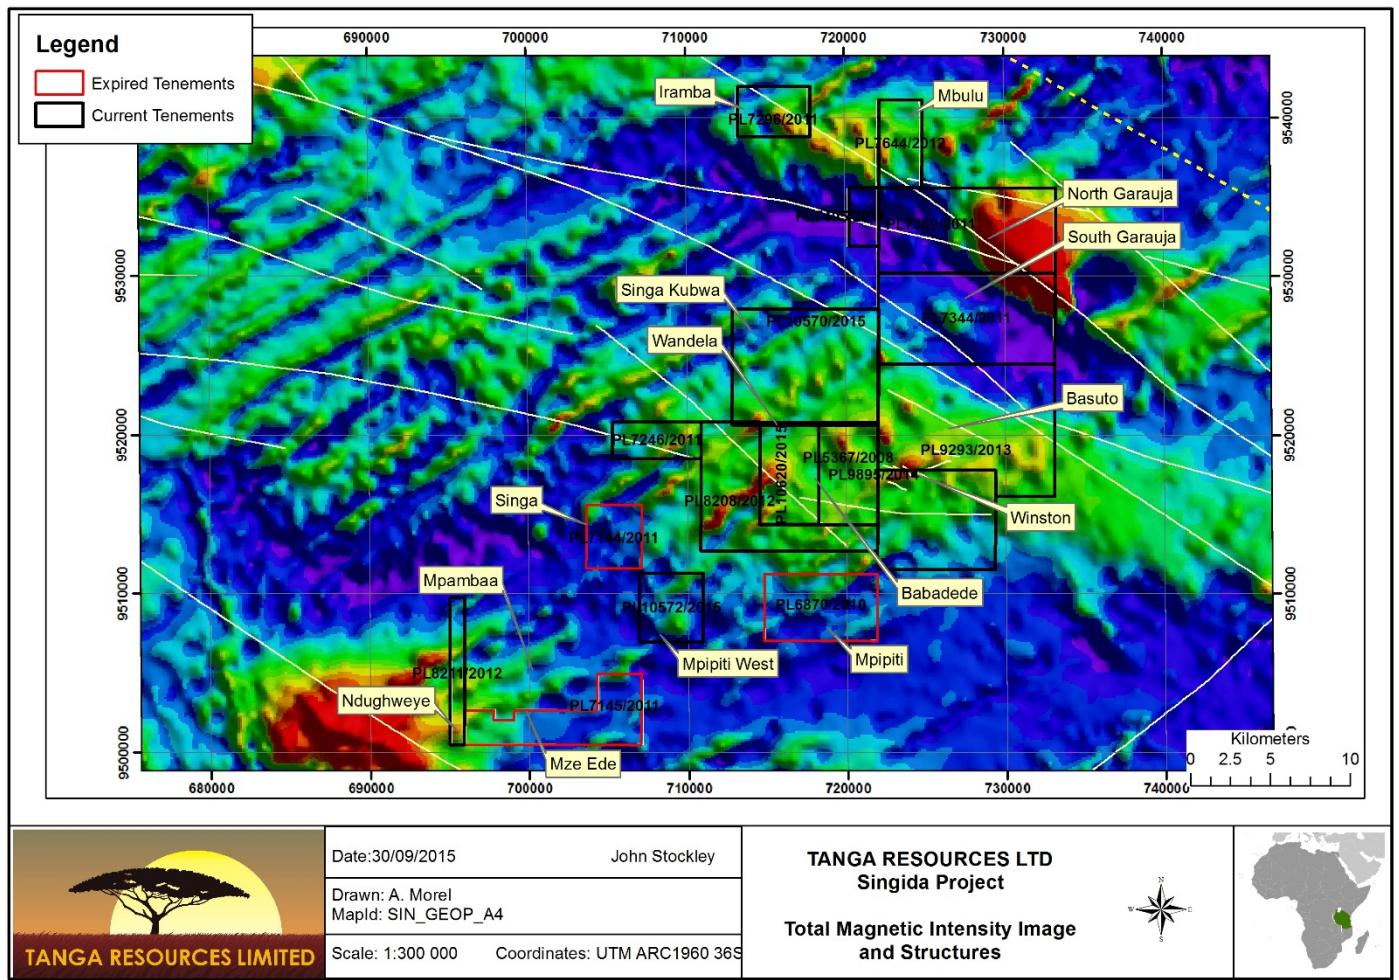 Legend
Expired Tenements
Current Tenements
690000
700000
710000
720000
730000
740000
Iramba
Mbulu
PL7296/2011
PL7644/2012
9540000
9540000
North Garauja
South Garauja
9530000
9530000
Singa Kubwa
PL10570/2015
PL7344/2011
Wandela
Basuto
9520000
9520000
PL7246/2011
PL10620/2015
PL5367/2008
PL9293/2013
PL9895/2014
PL8208/2012
Singa
Winston
PL7144/2011
Mpambaa
Babadede
9510000
9510000
PL10572/2015
PL6870/2010
Mpipiti West
Mpipiti
PL8211/2012
Ndughweye
PL7145/2011
Mze Ede
9500000
Kilometers
0 2.5 5 10
680000
690000
700000
710000
720000
730000
740000
TANGA RESOURCES LIMITED
Date:30/09/2015 John Stockley
Drawn: A. Morel
MapId: SIN_GEOP_A4
Scale: 1:300 000 Coordinates: UTM ARC1960 36S
TANGA RESOURCES LTD
Singida Project
Total Magnetic Intensity Image
and Structures
N
W E
S